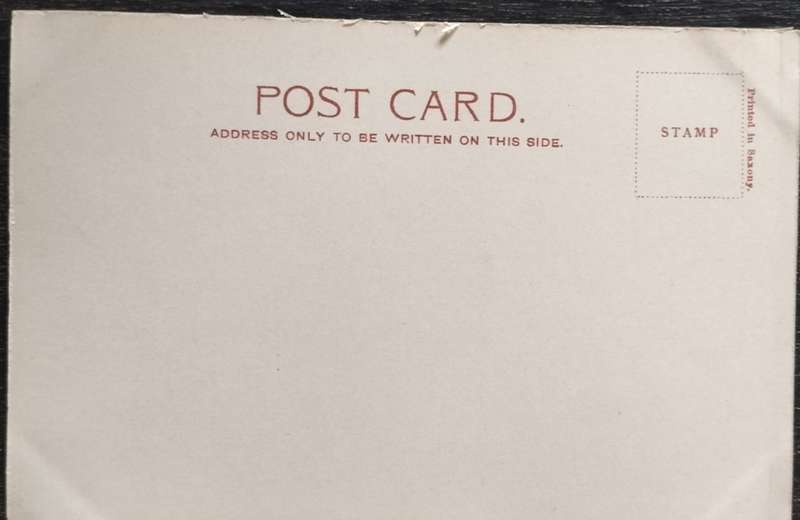 POST CARD.
ADDRESS ONLY TO BE WRITTEN ON THIS SIDE.
STAMP
Printed in Saxony.